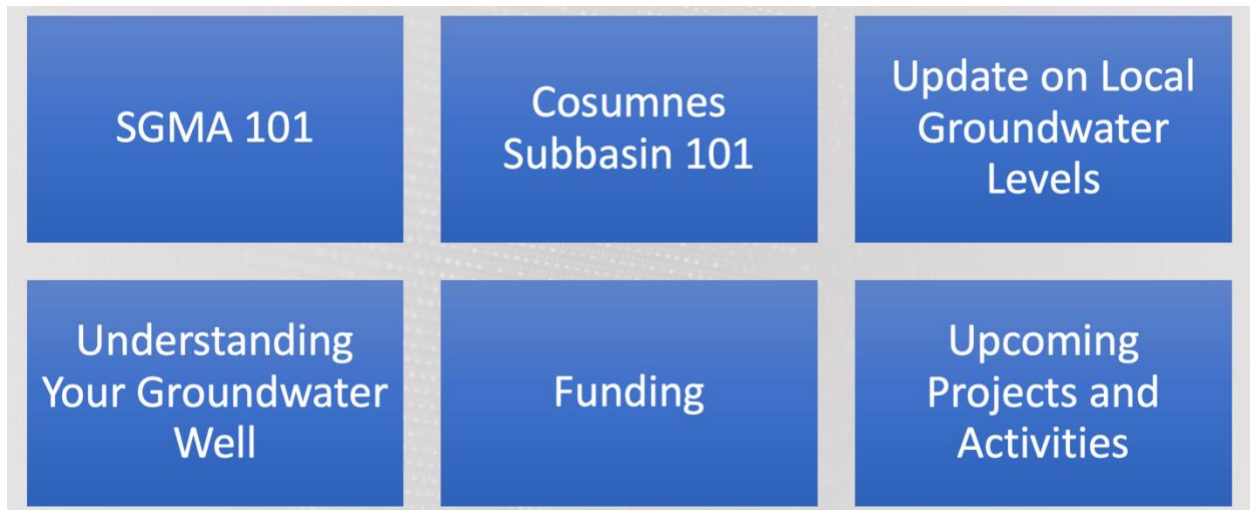 SGMA 101
Cosumnes
Subbasin 101
Update on Local
Groundwater
Levels
Understanding
Your Groundwater
Well
Funding
Upcoming
Projects and
Activities